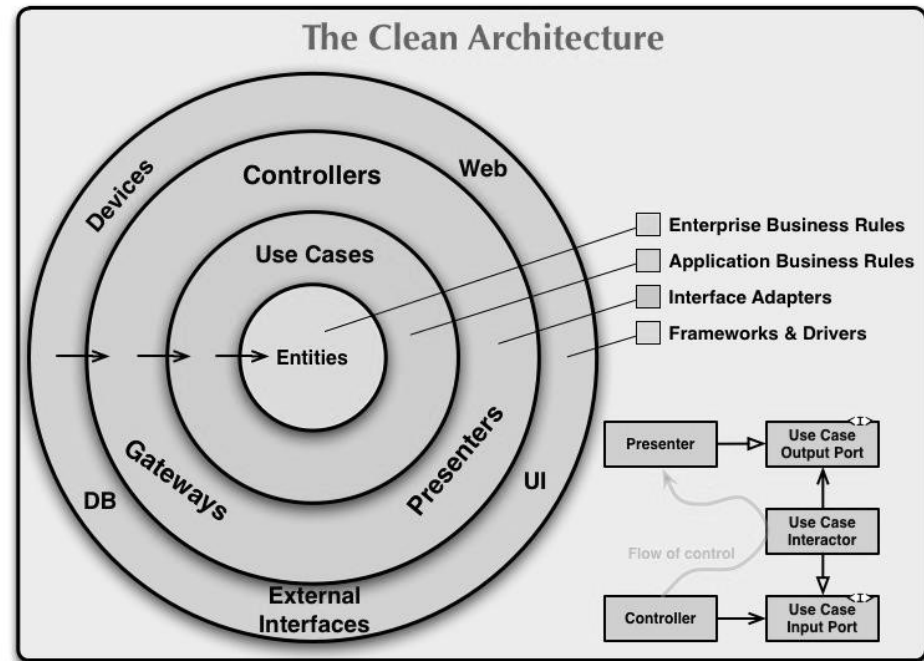 The Clean Architecture
Devices
Web
Controllers
Use Cases
Entities
Gateways
Presenters
DB
UI
External
Interfaces
Enterprise Business Rules
Application Business Rules
Interface Adapters
Frameworks & Drivers
Presenter
<I>
Use Case
Output Port
Flow of control
Use Case
Interactor
Controller
<I>
Use Case
Input Port